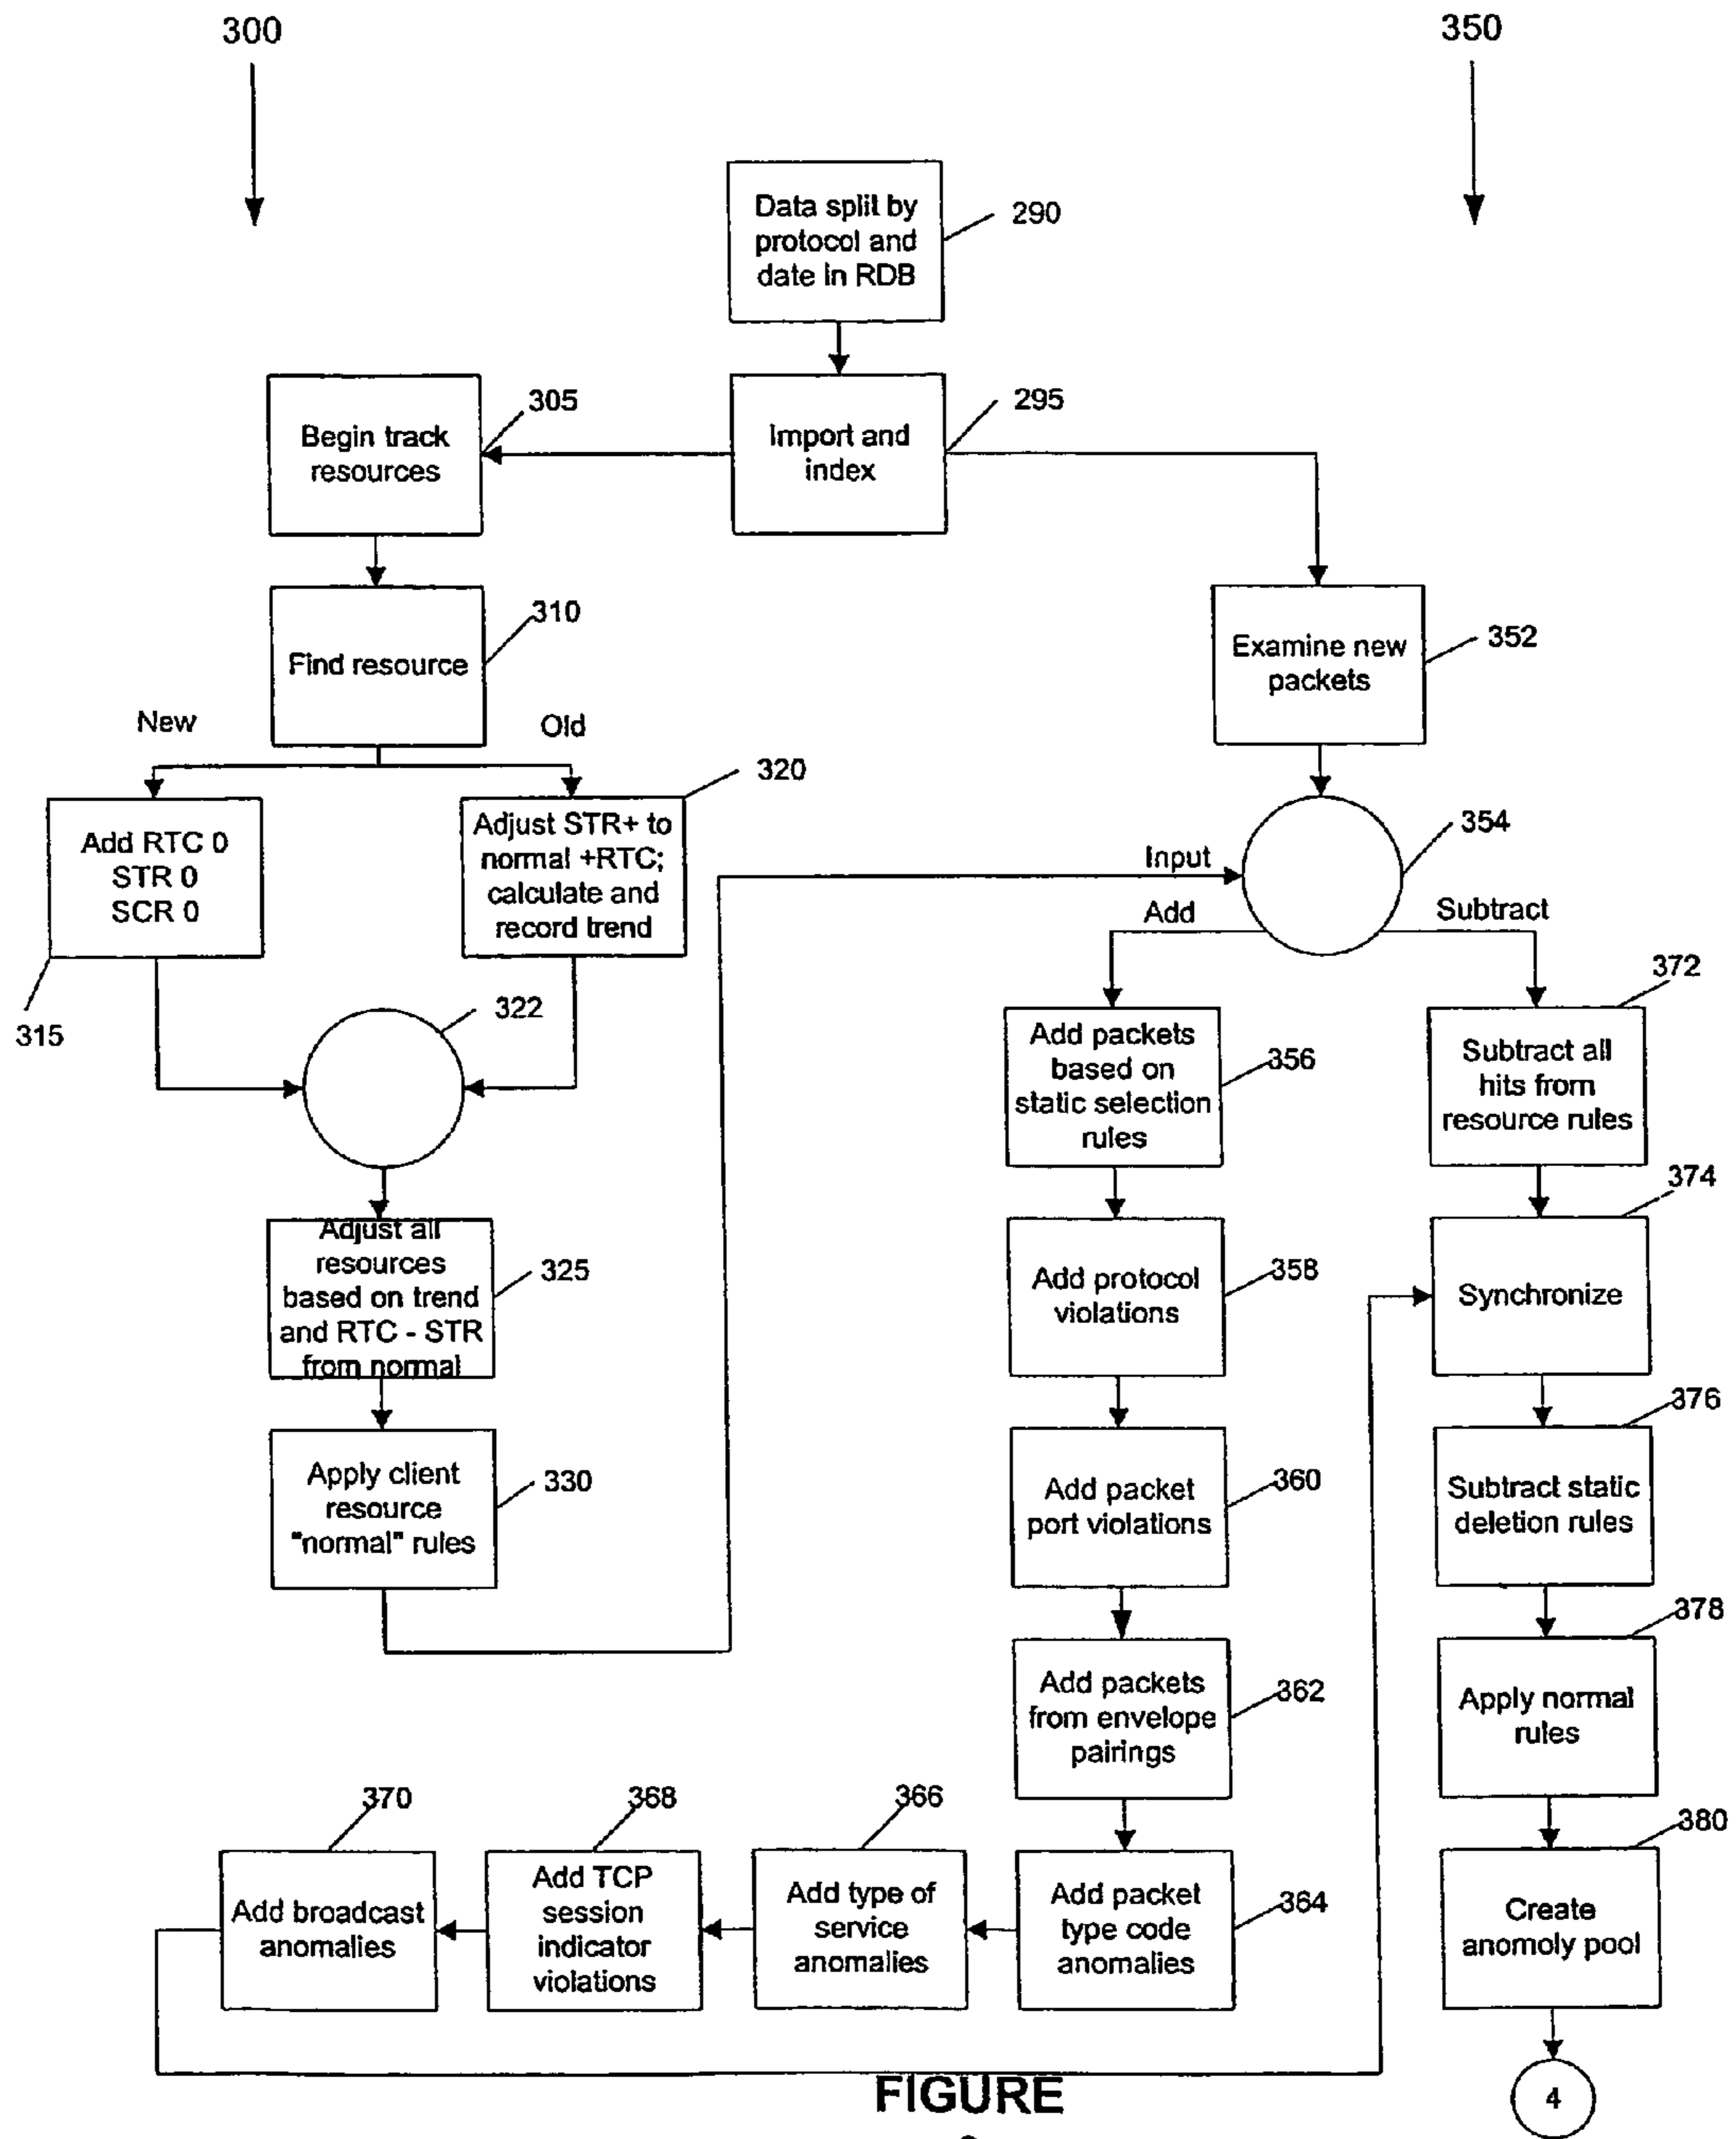 300
350
Data split by
protocol and
date in RDB
290
Begin track
resources
305
Import and
index
295
Find resource
310
Examine new
packets
352
New
Old
Add RTC 0
STR 0
SCR 0
315
Adjust STR+ to
normal +RTC;
calculate and
record trend
320
322
Input
354
Add
Subtract
Adjust all
resources
based on trend
and RTC - STR
from normal
325
Apply client
resource
"normal" rules
330
Add packets
based on
static selection
rules
356
Subtract all
hits from
resource rules
372
Add protocol
violations
358
Synchronize
374
Add packet
port violations
360
Subtract static
deletion rules
376
Add packets
from envelope
pairings
362
Apply normal
rules
378
Add broadcast
anomalies
370
Add TCP
session
indicator
violations
368
Add type of
service
anomalies
366
Add packet
type code
anomalies
364
Create
anomoly pool
380
4
FIGURE